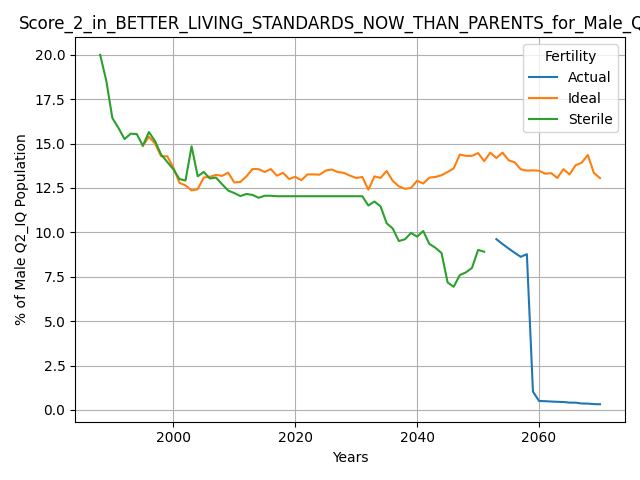 Score_2_in_BETTER_LIVING_STANDARDS_NOW_THAN_PARENTS_for_Male_Q
Fertility
Actual
Ideal
Sterile
20.0
17.5
15.0
12.5
10.0
7.5
5.0
2.5
0.0
% of Male Q2_IQ Population
2000
2020
2040
2060
Years